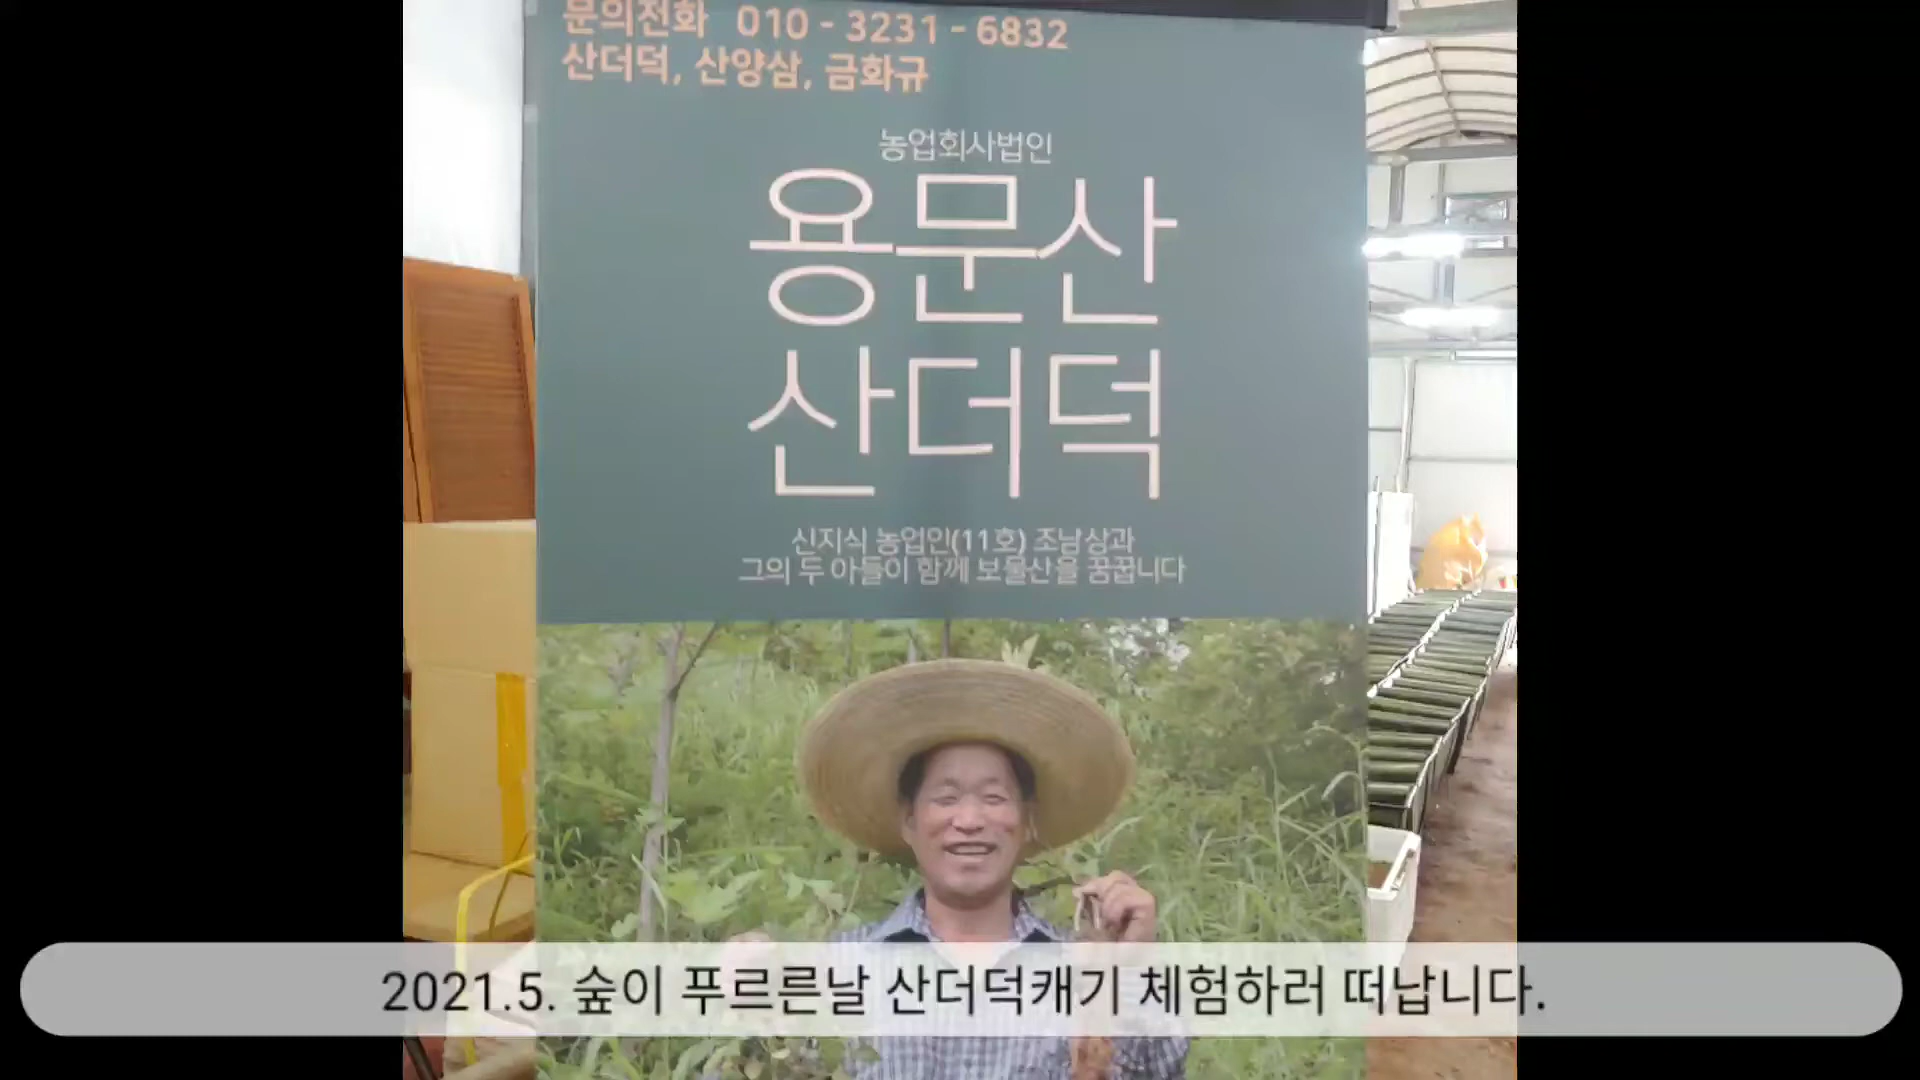 문의전화 010 - 3231 - 6832
산더덕, 산양삼, 금화규
농업회사법인
용문산
산더덕
신지식 농업인(11호) 조남상과
그의 두 아들이 함께 보물산을 꿈꿉니다
2021.5. 숲이 푸르른날 산더덕캐기 체험하러 떠납니다.